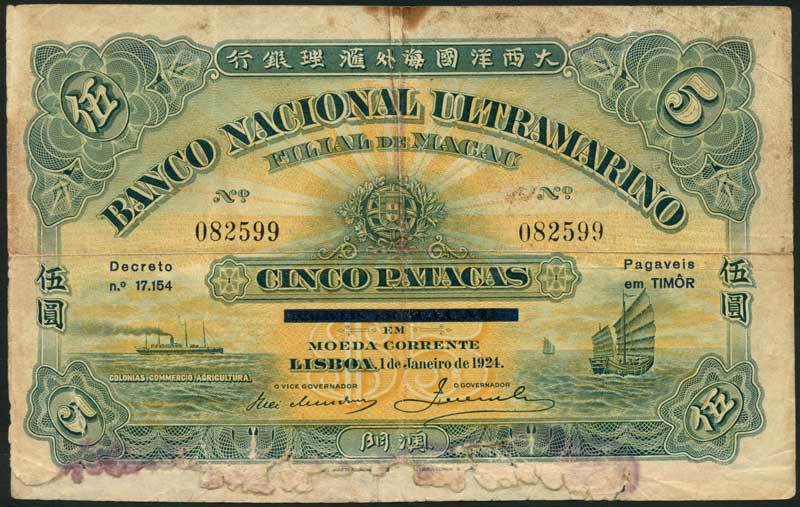 伍
行銀理滙外海國洋西大
5
BANCO NACIONAL ULTRAMARINO
FILIAL DE MACAU
Nº
Nº
082599
082599
Decreto
n.º 17.154
Pagaveis
em TIMÔR
伍圓
CINCO PATACAS
伍圓
EM
MOEDA CORRENTE
LISBOA, 1 de Janeiro de 1924.
COLONIAS·COMMERCIO·AGRICULTURA.
O VICE GOVERNADOR
O GOVERNADOR
5
門澳
伍